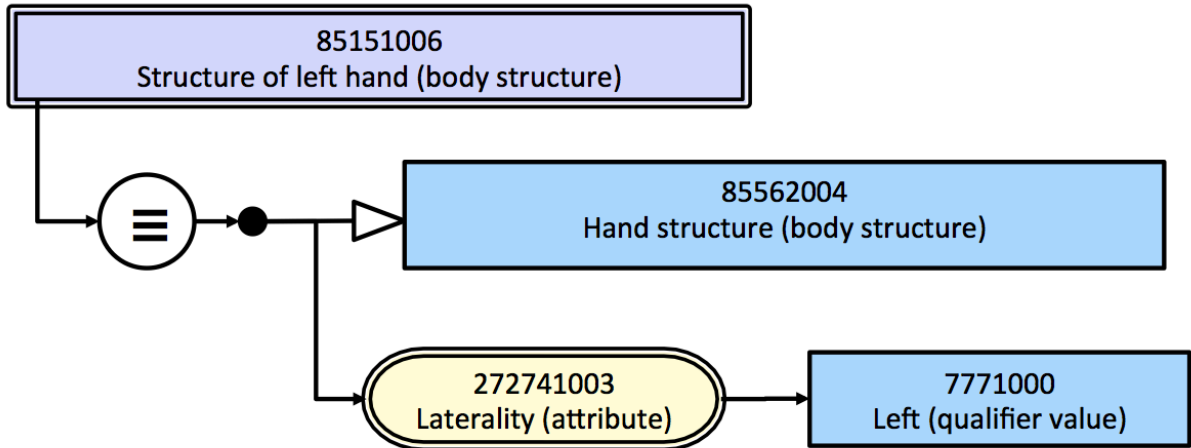 85151006
Structure of left hand (body structure)
≡
85562004
Hand structure (body structure)
272741003
Laterality (attribute)
7771000
Left (qualifier value)